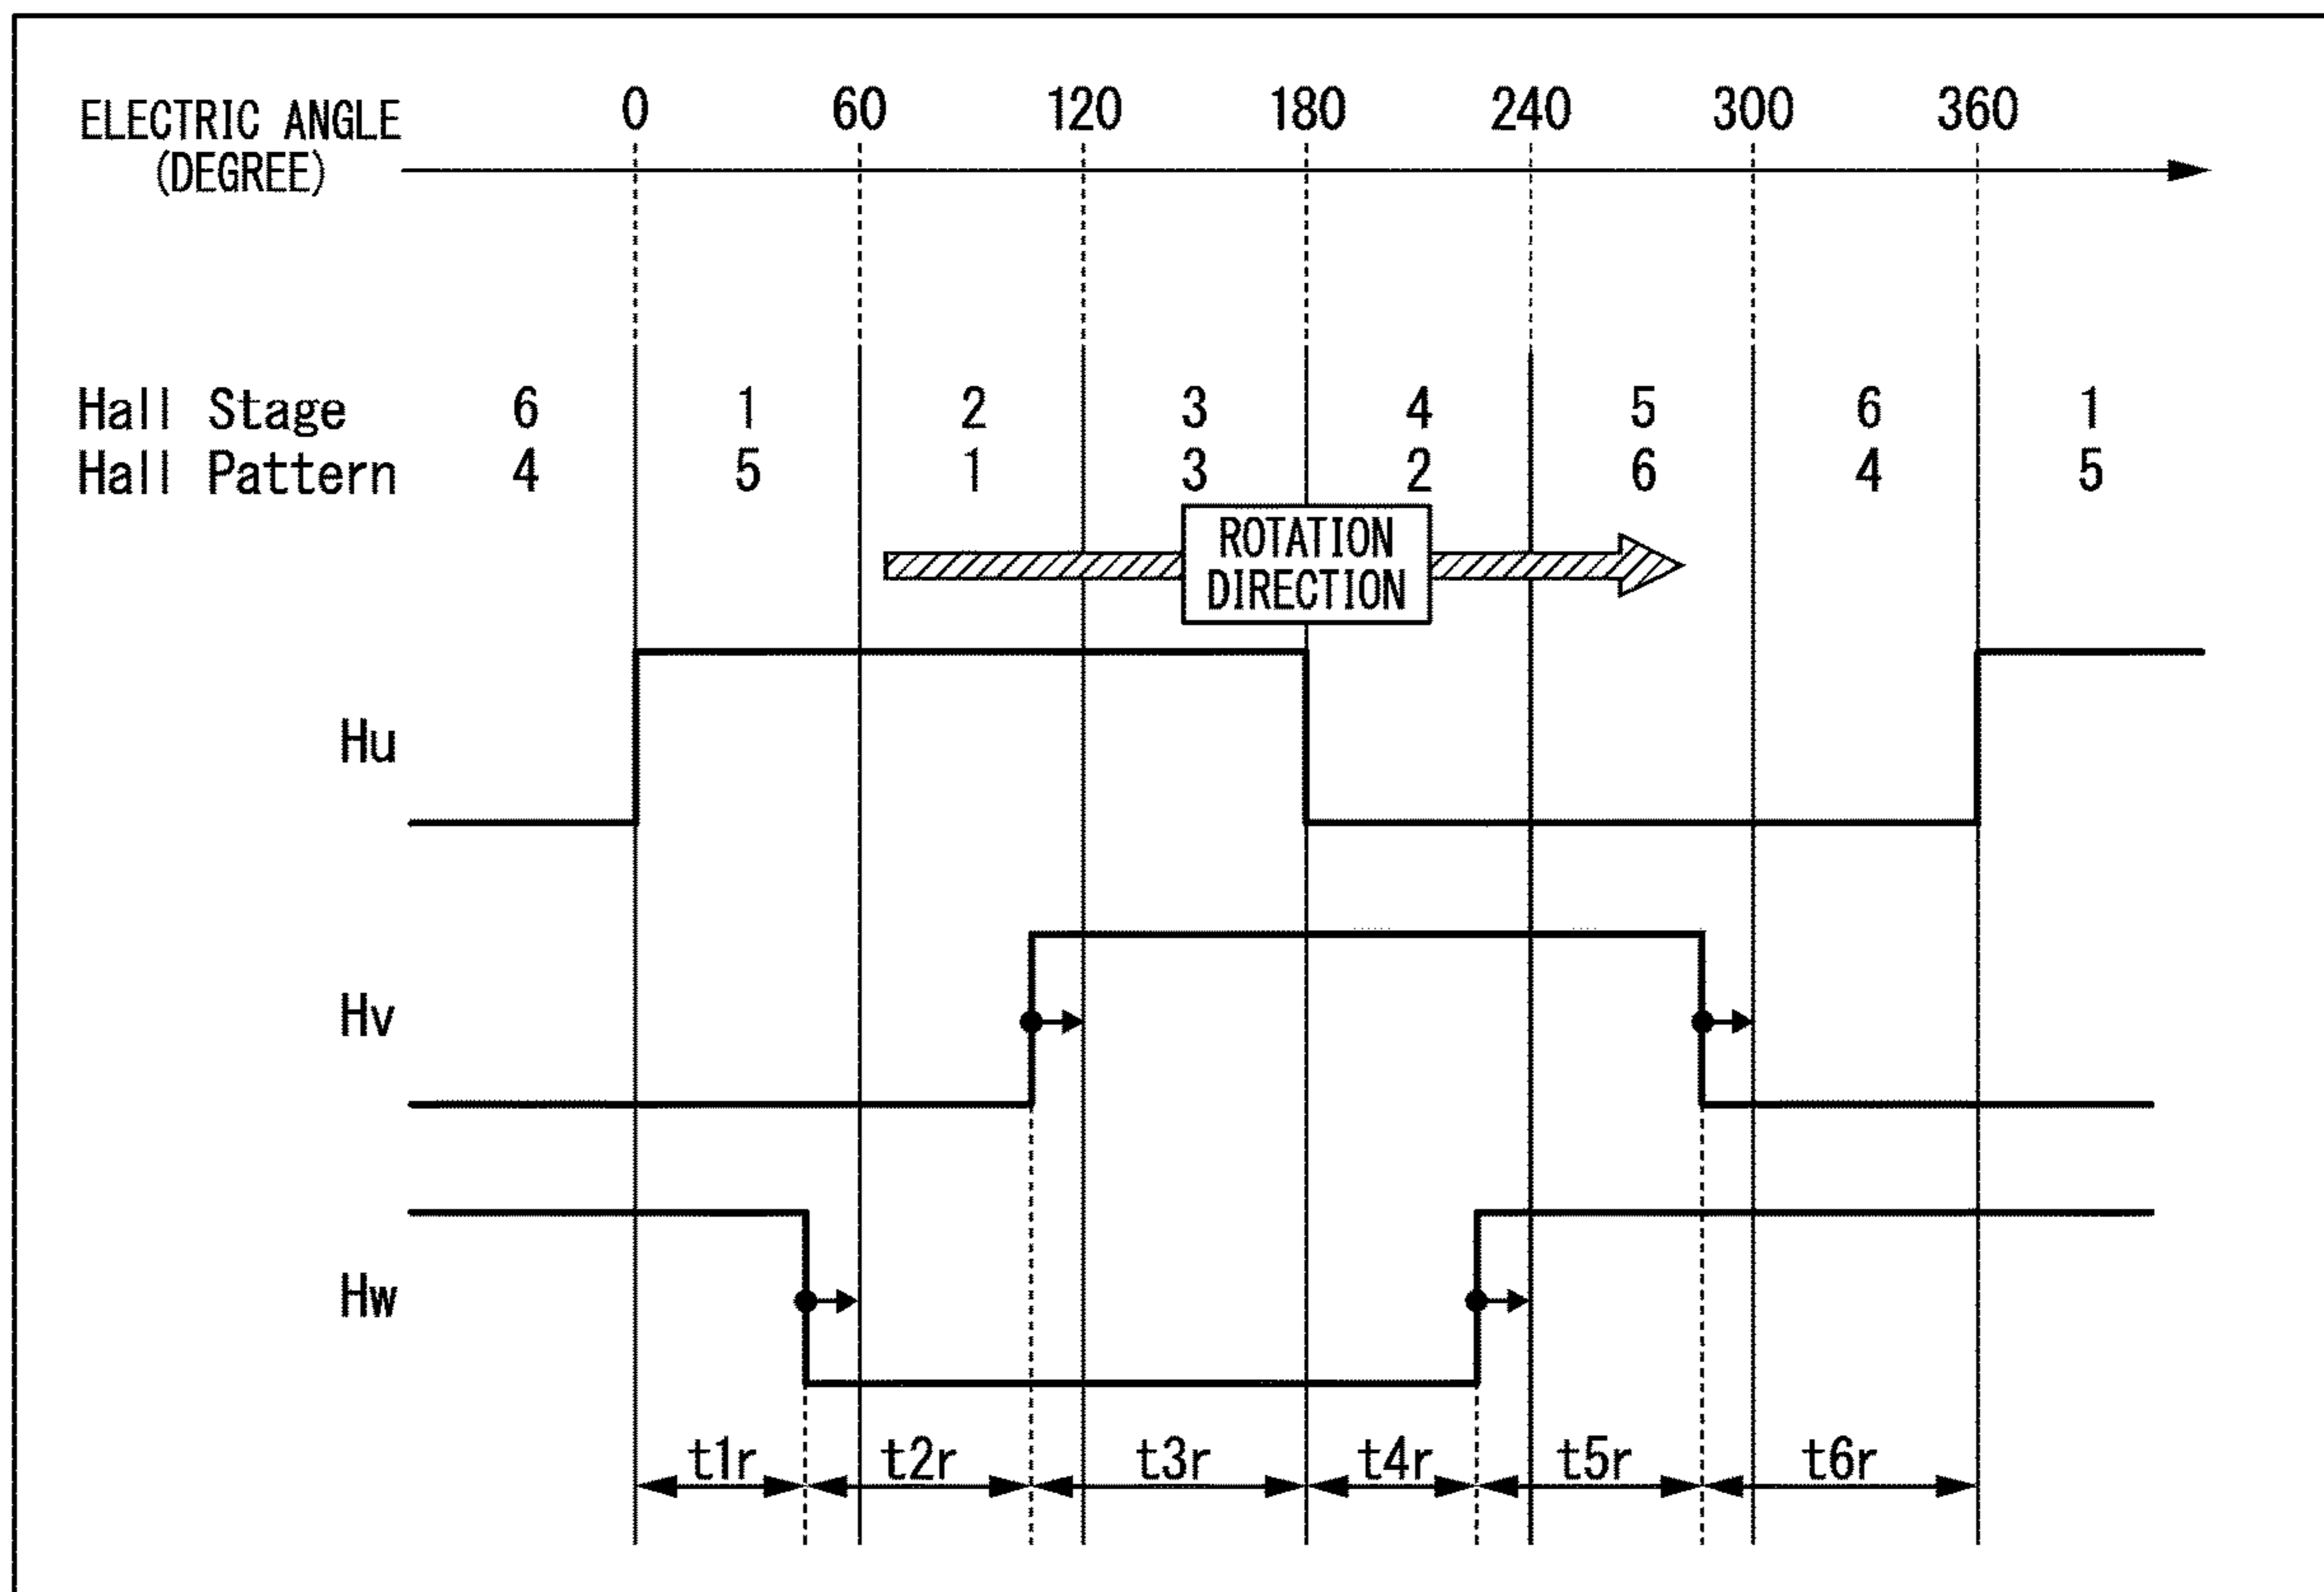 ELECTRIC ANGLE
(DEGREE)
0 60 120 180 240 300 360
Hall Stage 6 1 2 3 4 5 6 1
Hall Pattern 4 5 1 3 2 6 4 5
ROTATION
DIRECTION
Hu
Hv
Hw
t1r t2r t3r t4r t5r t6r